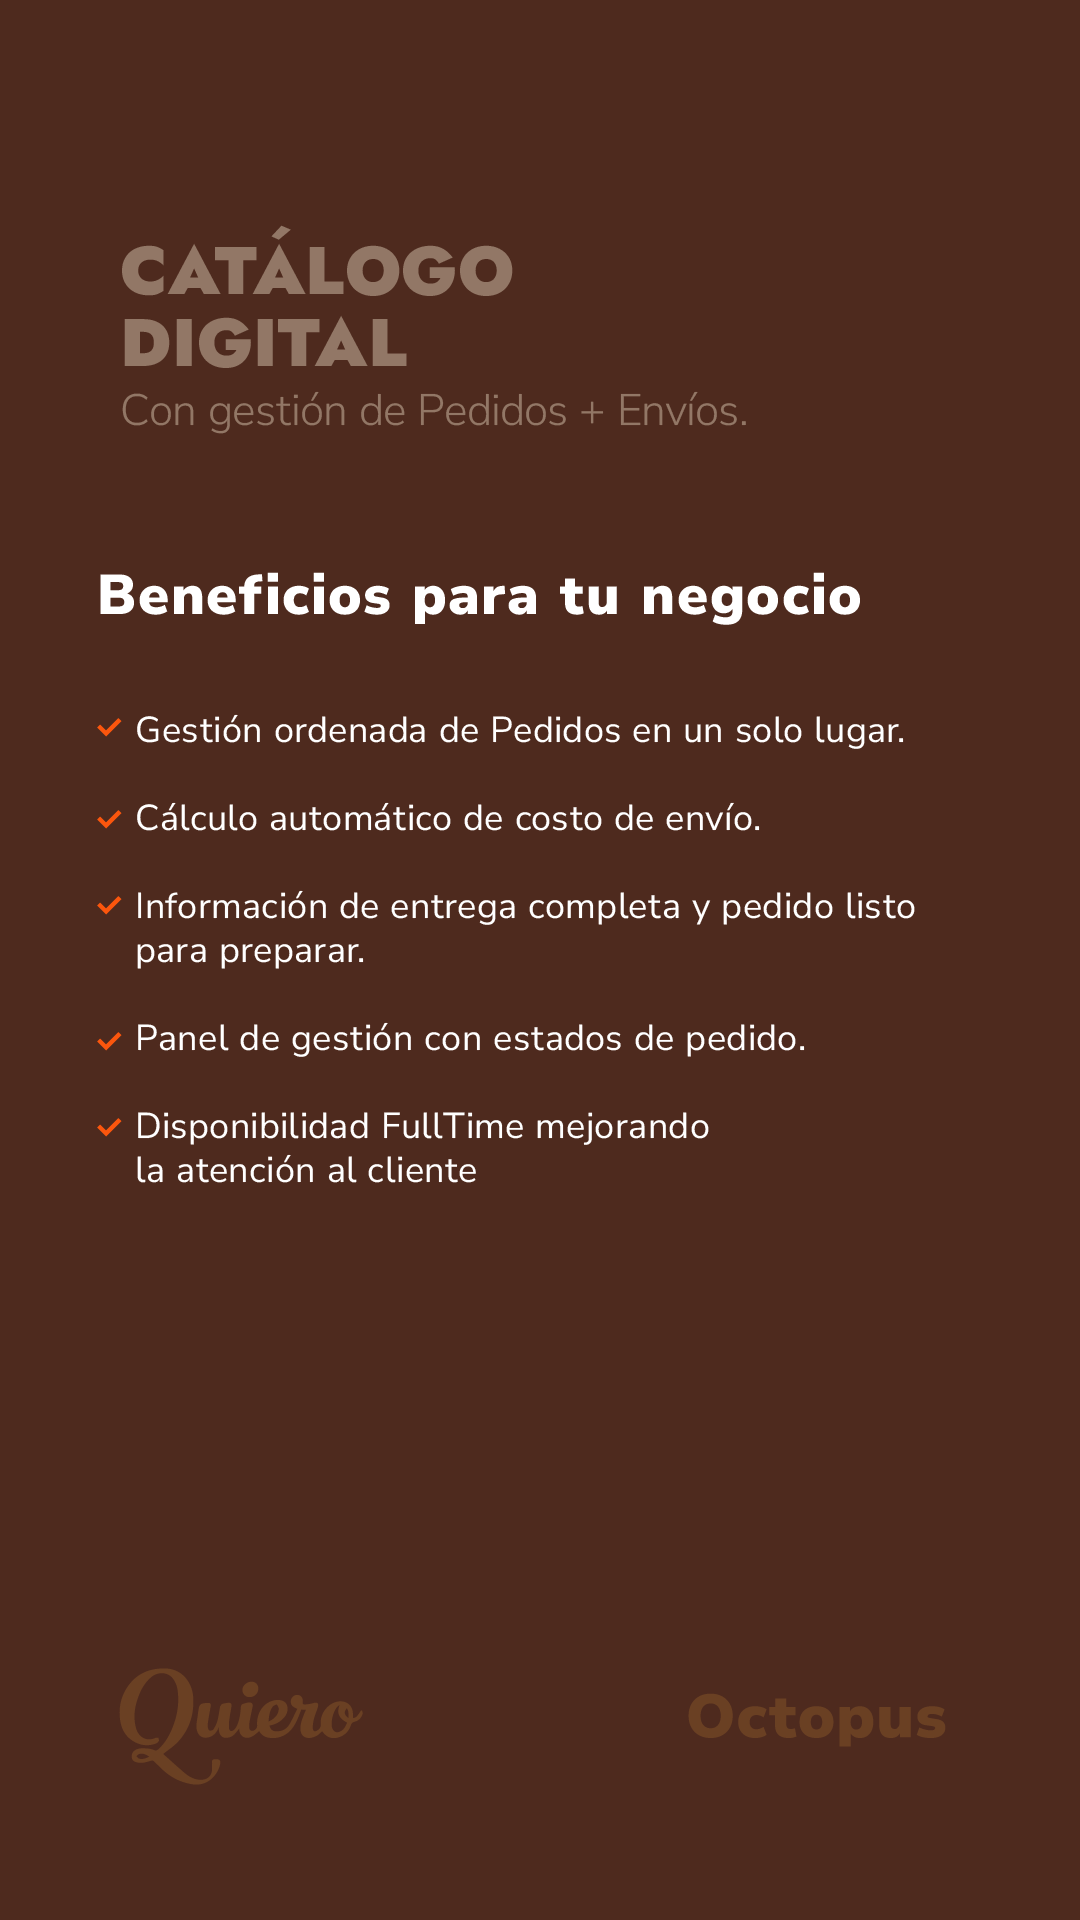 CATÁLOGO
DIGITAL
Con gestión de Pedidos + Envíos.
Beneficios para tu negocio
Gestión ordenada de Pedidos en un solo lugar.
Cálculo automático de costo de envío.
Información de entrega completa y pedido listo
para preparar.
Panel de gestión con estados de pedido.
Disponibilidad FullTime mejorando
la atención al cliente
Quiero
Octopus